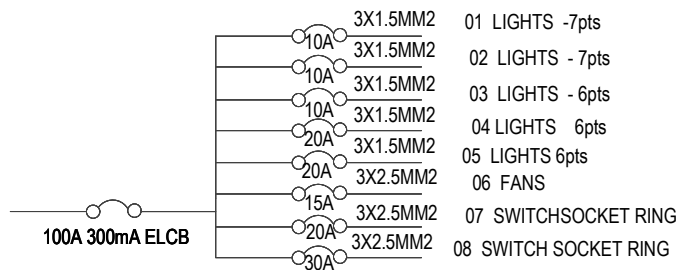 3X1.5MM2 01 LIGHTS -7pts
10A
3X1.5MM2 02 LIGHTS - 7pts
10A
3X1.5MM2 03 LIGHTS - 6pts
10A
3X1.5MM2 04 LIGHTS 6pts
20A
3X1.5MM2 05 LIGHTS 6pts
20A
3X2.5MM2 06 FANS
15A
3X2.5MM2 07 SWITCHSOCKET RING
20A
3X2.5MM2 08 SWITCH SOCKET RING
30A
100A 300mA ELCB